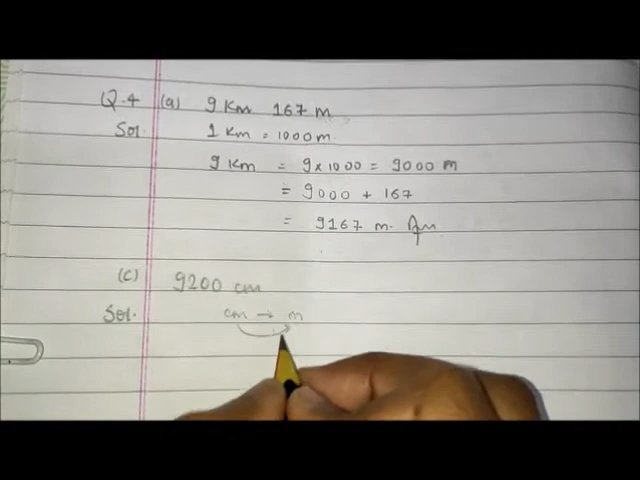 Q.4 (a) 9 Km 167 m
Sol. 1 Km = 1000 m.
9 Km = 9 x 1000 = 9000 m
= 9000 + 167
= 9167 m. Ans
(c) 9200 cm
Sol. cm → m